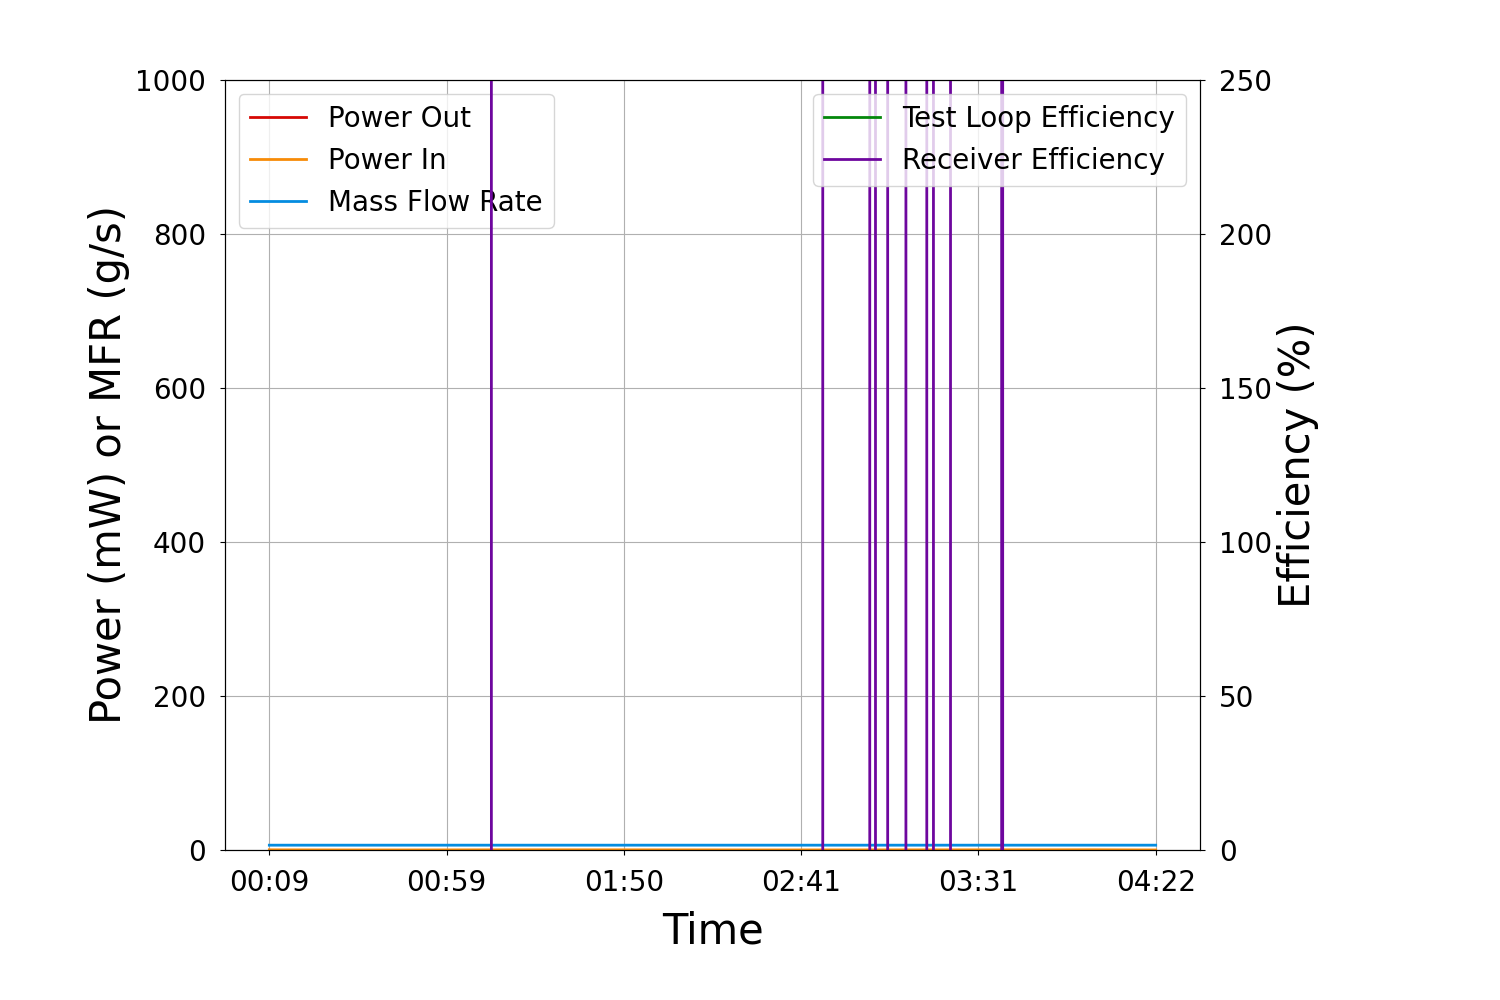 1000
800
600
400
200
0
Power (mW) or MFR (g/s)
Power Out
Power In
Mass Flow Rate
Test Loop Efficiency
Receiver Efficiency
250
200
150
100
50
0
Efficiency (%)
00:09 00:59 01:50 02:41 03:31 04:22
Time